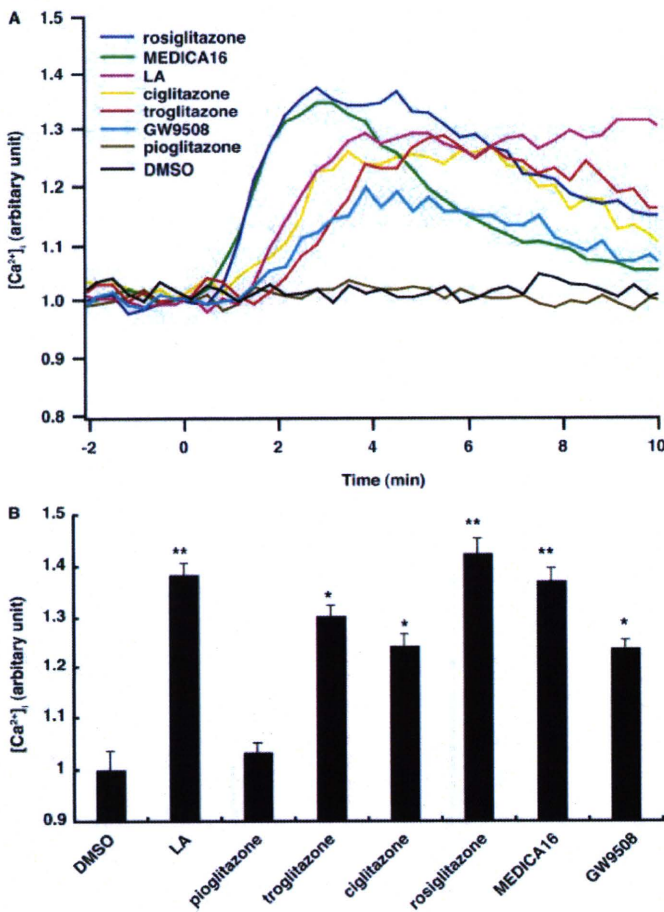 A
rosiglitazone
MEDICA16
LA
ciglitazone
troglitazone
GW9508
pioglitazone
DMSO
1.5
1.4
1.3
1.2
1.1
1.0
0.9
0.8
[Ca²⁺]ᵢ (arbitary unit)
-2 0 2 4 6 8 10
Time (min)
B
1.5
1.4
1.3
1.2
1.1
1
0.9
[Ca²⁺]ᵢ (arbitary unit)
** * * ** ** *
DMSO
LA
pioglitazone
troglitazone
ciglitazone
rosiglitazone
MEDICA16
GW9508